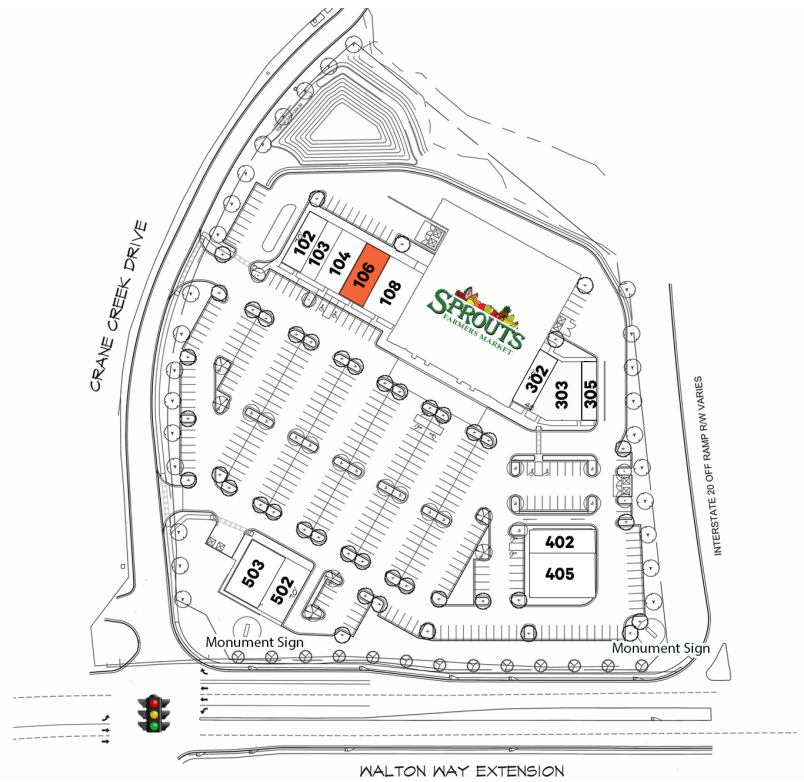 CRANE CREEK DRIVE
102
103
104
106
108
SPROUTS
FARMERS MARKET
302
303
305
INTERSTATE 20 OFF RAMP R/W VARIES
402
405
503
502
Monument Sign
Monument Sign
WALTON WAY EXTENSION